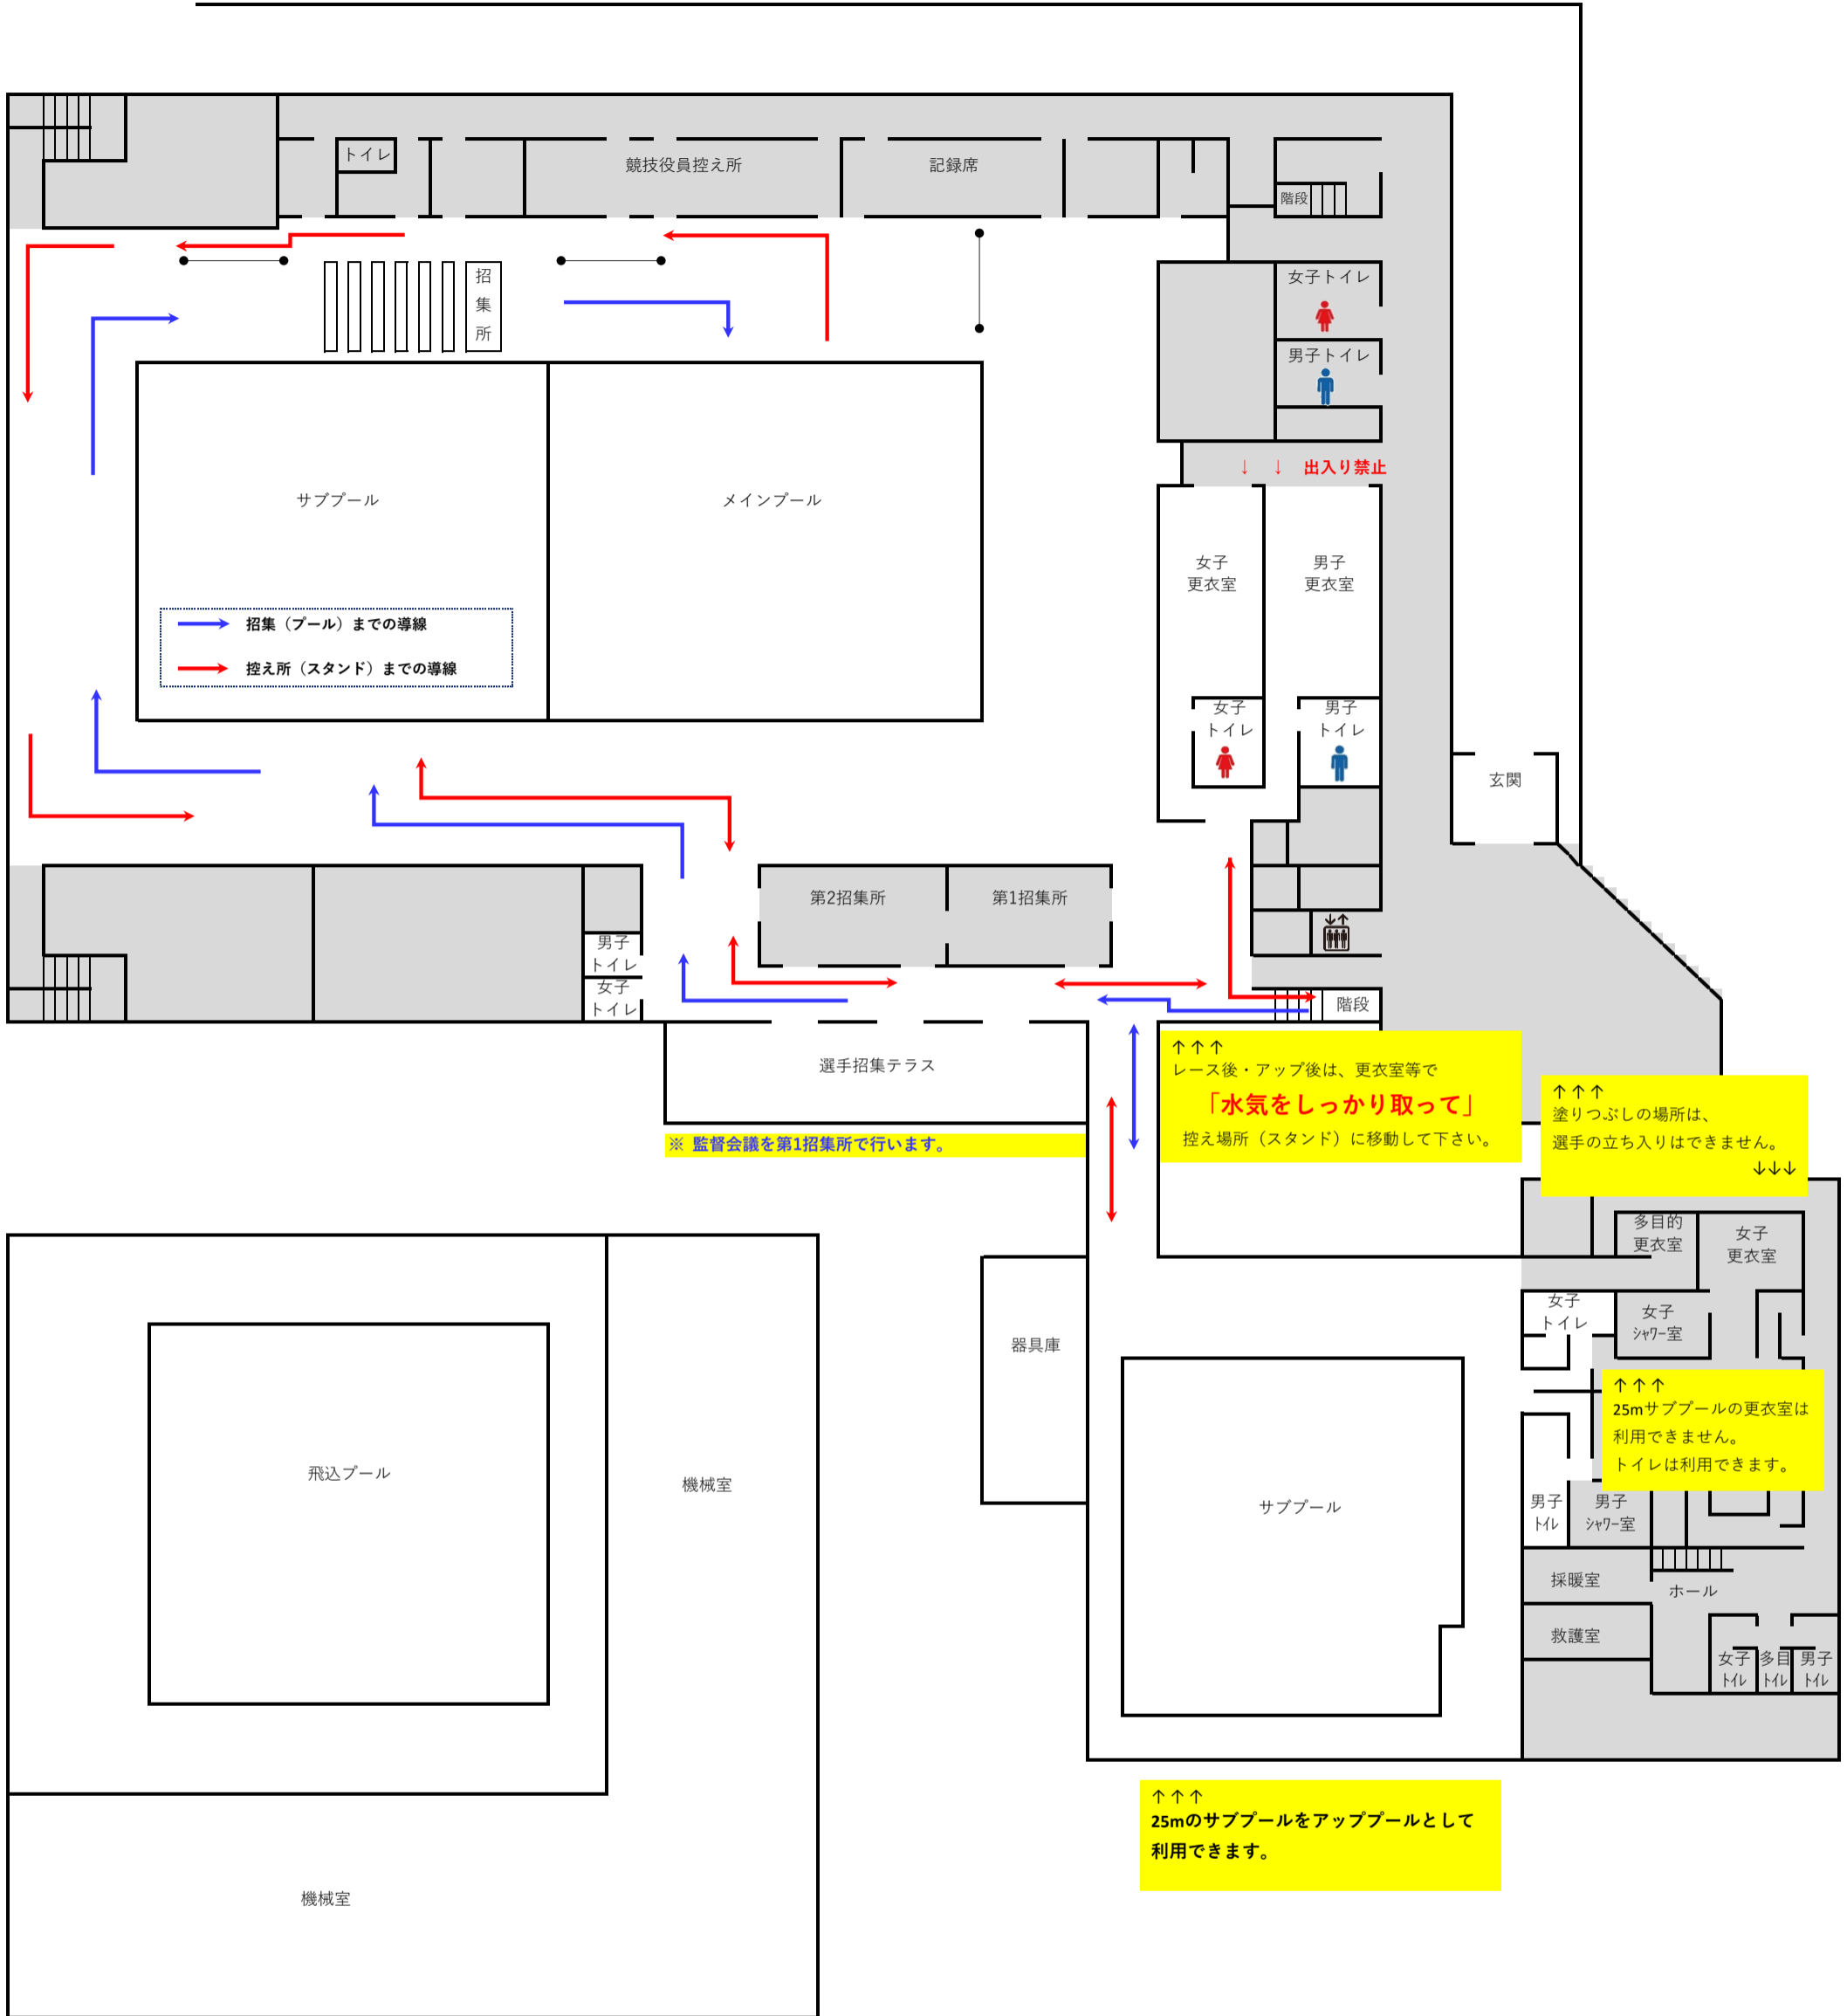 トイレ
競技役員控え所
記録席
階段
招
集
所
女子トイレ
男子トイレ
↓ ↓ 出入り禁止
サブプール
メインプール
女子
更衣室
男子
更衣室
招集（プール）までの導線
控え所（スタンド）までの導線
女子
トイレ
男子
トイレ
玄関
第2招集所
第1招集所
男子
トイレ
女子
トイレ
階段
選手招集テラス
↑↑↑
レース後・アップ後は、更衣室等で
「水気をしっかり取って」
控え場所（スタンド）に移動して下さい。
↑↑↑
塗りつぶしの場所は、
選手の立ち入りはできません。
↓↓↓
※ 監督会議を第1招集所で行います。
多目的
更衣室
女子
更衣室
女子
トイレ
女子
ｼｬﾜｰ室
器具庫
↑↑↑
25mサブプールの更衣室は
利用できません。
トイレは利用できます。
飛込プール
機械室
サブプール
男子
ﾄｲﾚ
男子
ｼｬﾜｰ室
採暖室
ホール
救護室
女子
ﾄｲﾚ
多目
ﾄｲﾚ
男子
ﾄｲﾚ
↑↑↑
25mのサブプールをアッププールとして
利用できます。
機械室